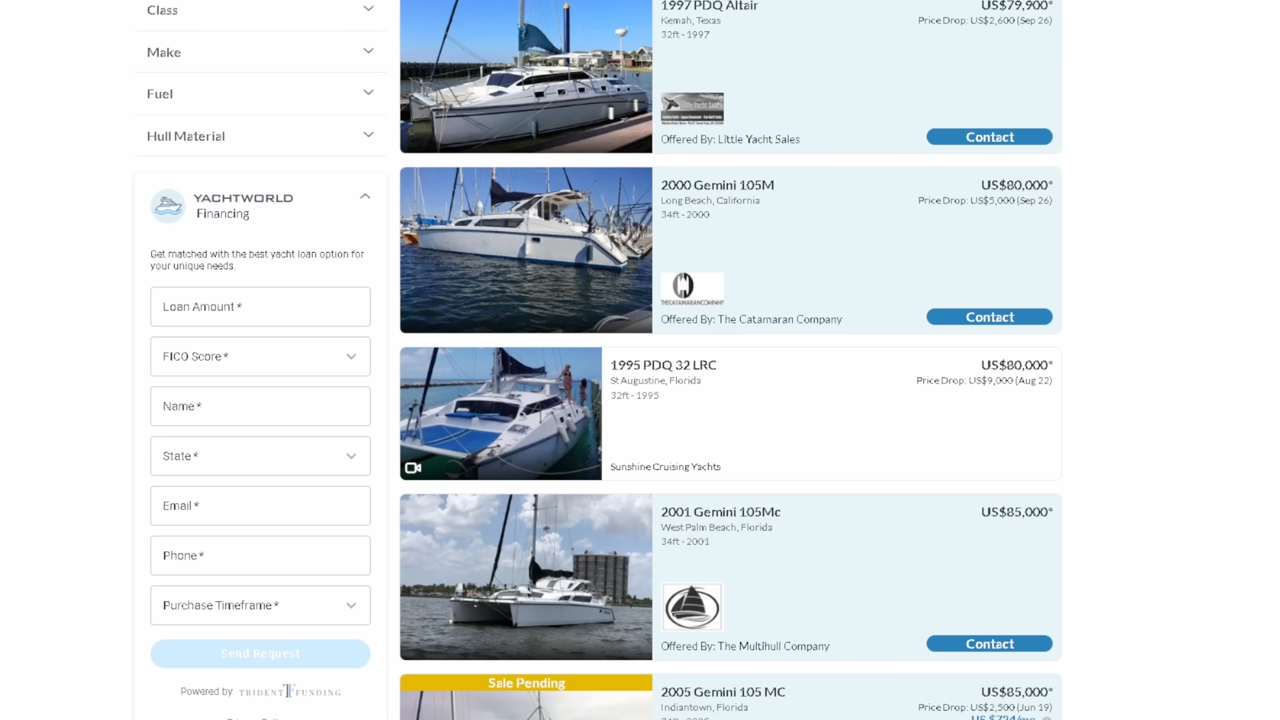 Class
Make
Fuel
Hull Material
YACHTWORLD
Financing
Get matched with the best yacht loan option for
your unique needs.
Loan Amount *
FICO Score *
Name *
State *
Email *
Phone *
Purchase Timeframe *
Send Request
Powered by TRIDENT FUNDING
1997 PDQ Altair
US$79,900*
Kemah, Texas
Price Drop: US$2,600 (Sep 26)
32ft - 1997
Offered By: Little Yacht Sales
Contact
2000 Gemini 105M
US$80,000*
Long Beach, California
Price Drop: US$5,000 (Sep 26)
34ft - 2000
THE CATAMARAN COMPANY
Offered By: The Catamaran Company
Contact
1995 PDQ 32 LRC
US$80,000*
St Augustine, Florida
Price Drop: US$9,000 (Aug 22)
32ft - 1995
Sunshine Cruising Yachts
2001 Gemini 105Mc
US$85,000*
West Palm Beach, Florida
34ft - 2001
Offered By: The Multihull Company
Contact
Sale Pending
2005 Gemini 105 MC
US$85,000*
Indiantown, Florida
Price Drop: US$2,500 (Jun 19)